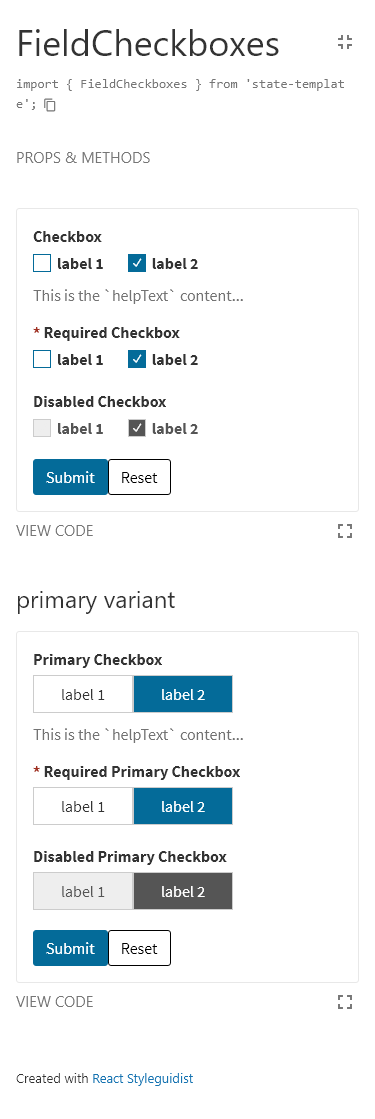 FieldCheckboxes
import { FieldCheckboxes } from 'state-templat
e';
PROPS & METHODS
Checkbox
label 1 label 2
This is the `helpText` content...
* Required Checkbox
label 1 label 2
Disabled Checkbox
label 1 label 2
Submit Reset
VIEW CODE
primary variant
Primary Checkbox
label 1 label 2
This is the `helpText` content...
* Required Primary Checkbox
label 1 label 2
Disabled Primary Checkbox
label 1 label 2
Submit Reset
VIEW CODE
Created with React Styleguidist